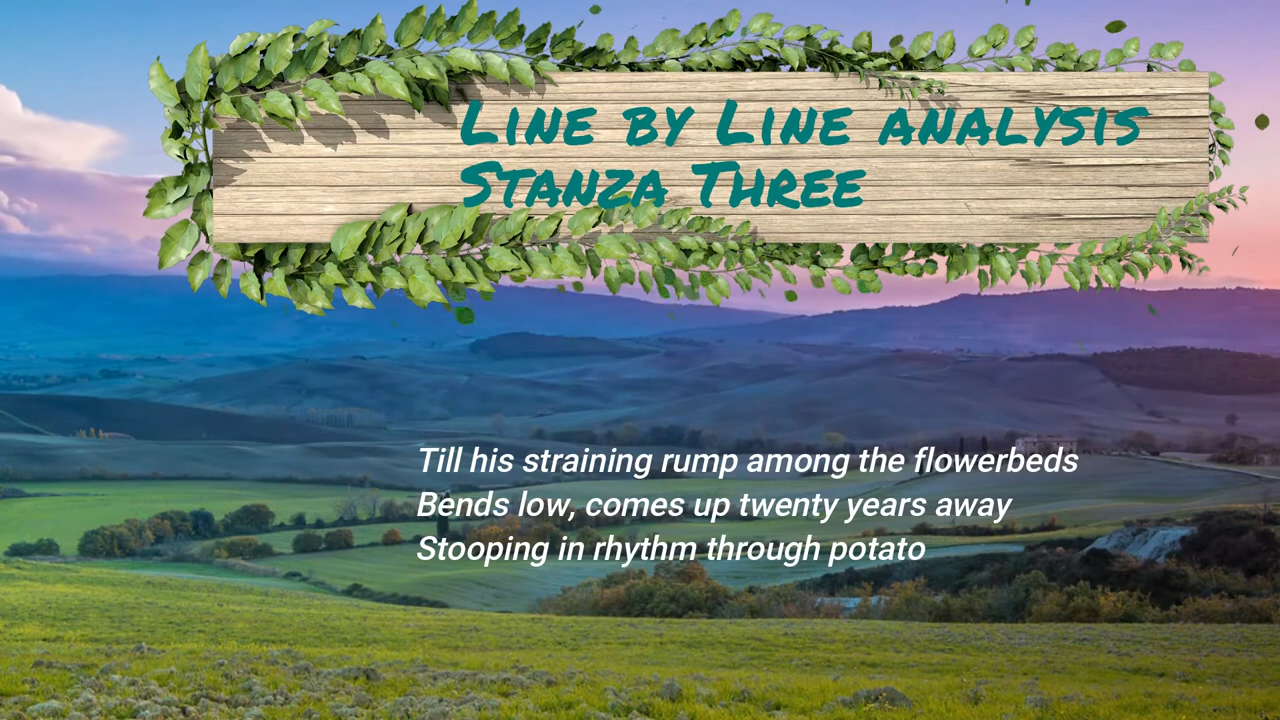 Line by Line analysis
Stanza Three
Till his straining rump among the flowerbeds
Bends low, comes up twenty years away
Stooping in rhythm through potato